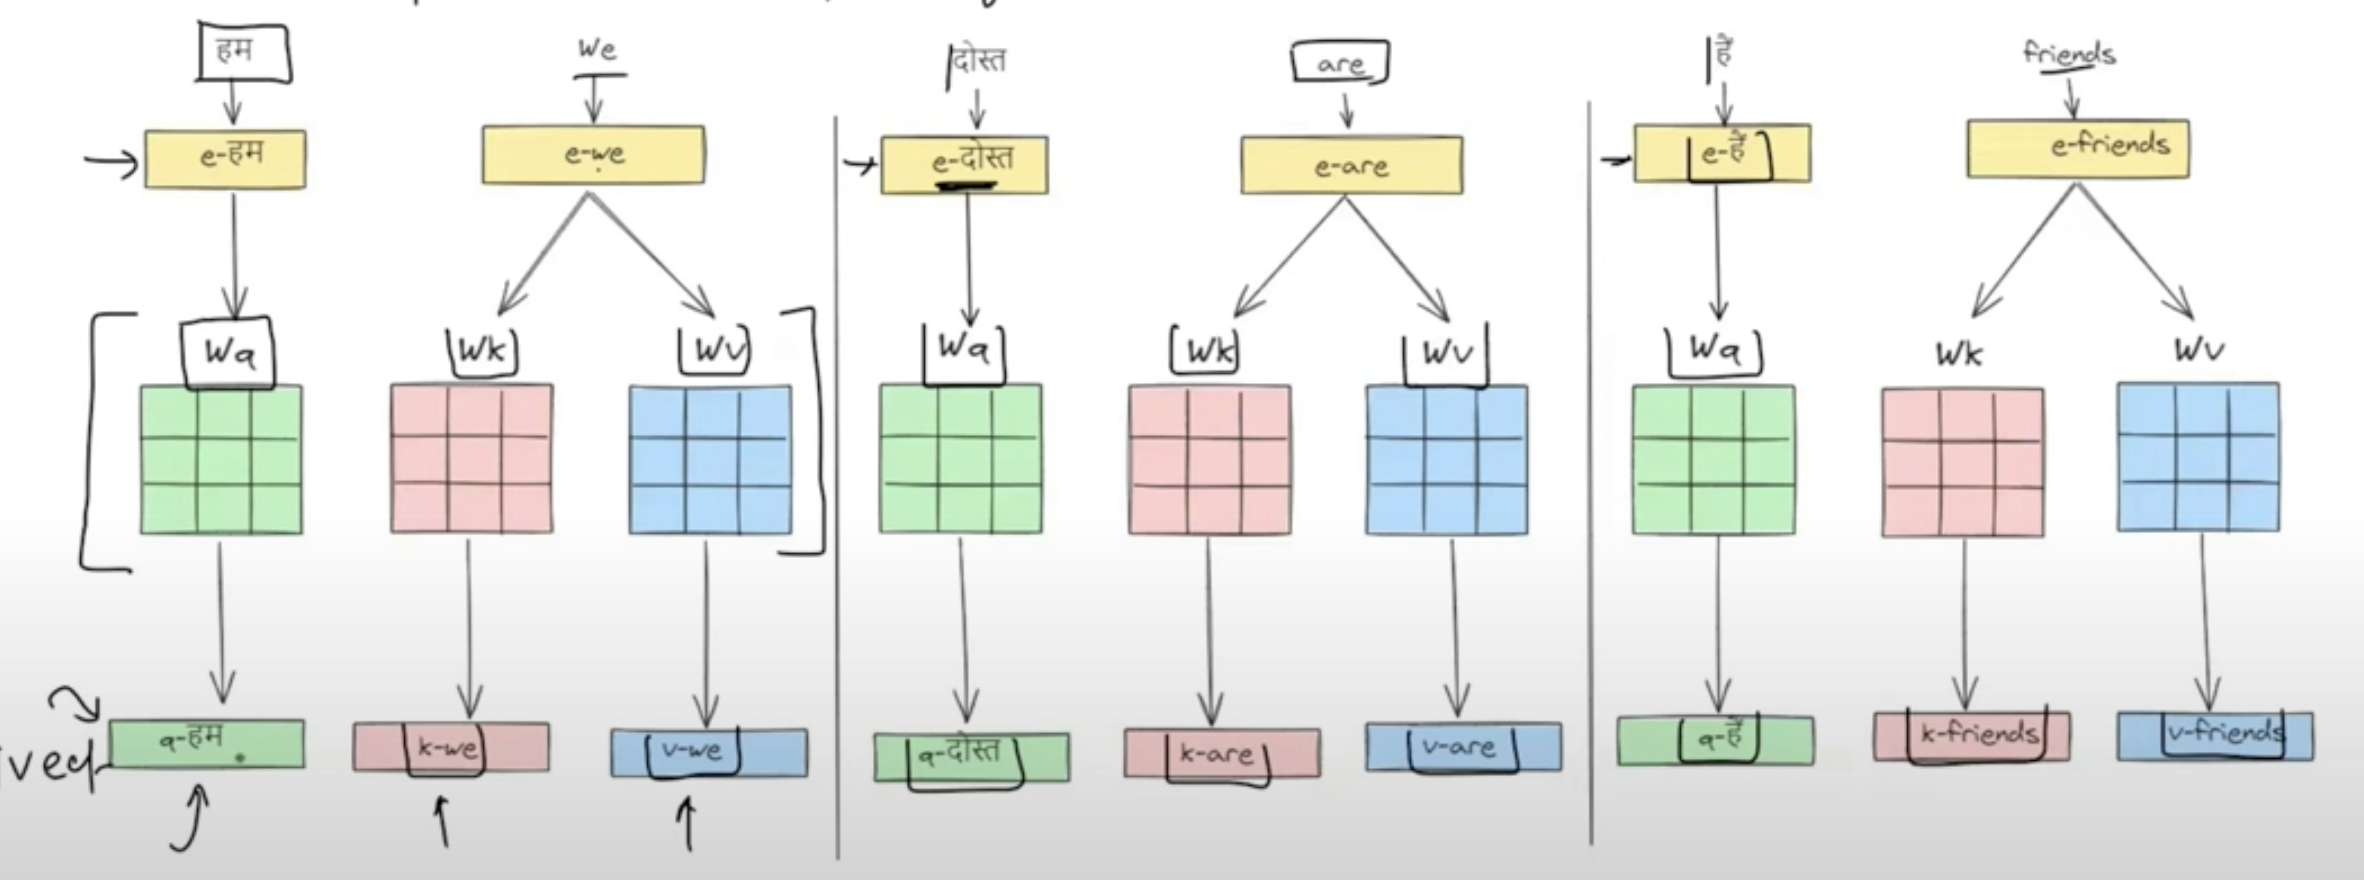 हम we दोस्त are हैं friends
e-हम e-we e-दोस्त e-are e-हैं e-friends
Wq Wk Wv Wq Wk Wv Wq Wk Wv
q-हम k-we v-we q-दोस्त k-are v-are q-हैं k-friends v-friends